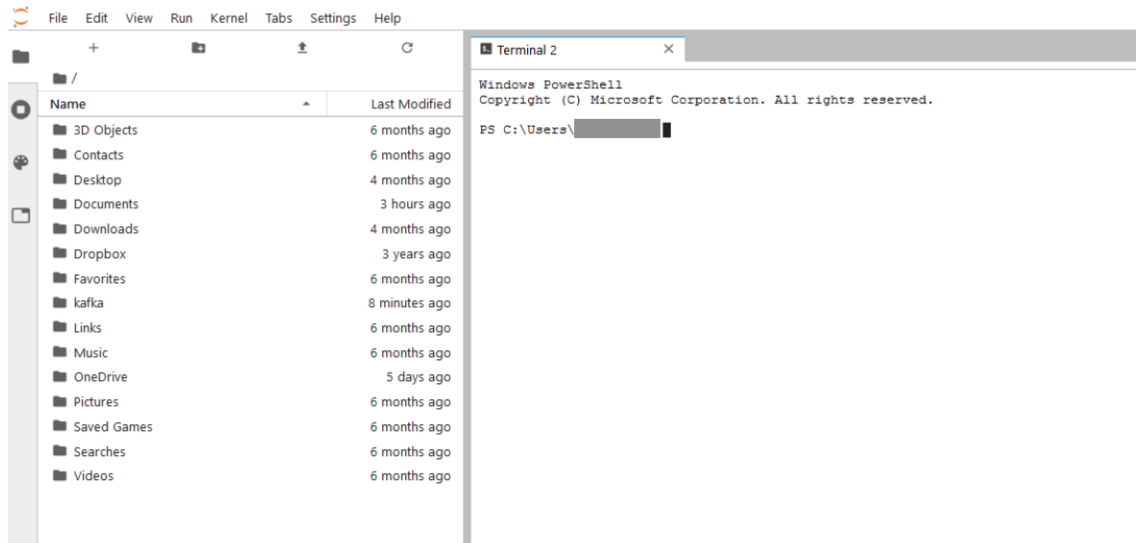 File Edit View Run Kernel Tabs Settings Help
/
Name Last Modified
3D Objects 6 months ago
Contacts 6 months ago
Desktop 4 months ago
Documents 3 hours ago
Downloads 4 months ago
Dropbox 3 years ago
Favorites 6 months ago
kafka 8 minutes ago
Links 6 months ago
Music 6 months ago
OneDrive 5 days ago
Pictures 6 months ago
Saved Games 6 months ago
Searches 6 months ago
Videos 6 months ago
Terminal 2
Windows PowerShell
Copyright (C) Microsoft Corporation. All rights reserved.
PS C:\Users\